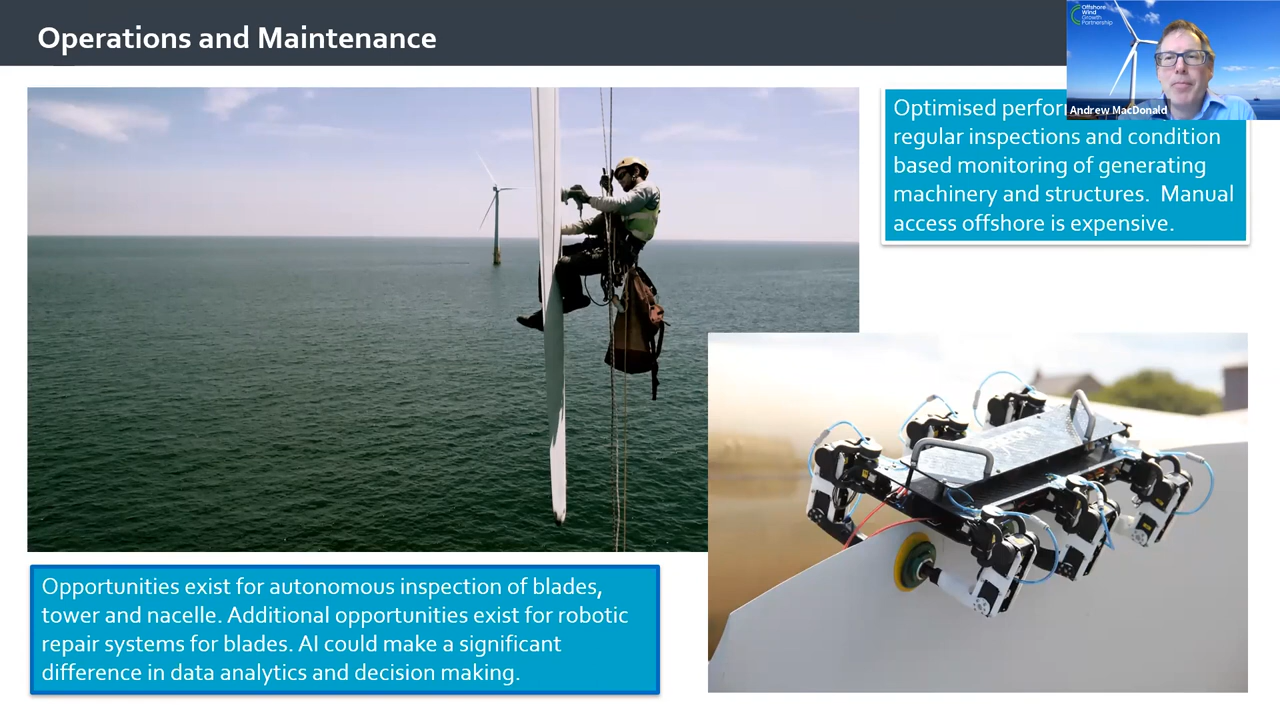 Operations and Maintenance
Offshore
Wind
Growth
Partnership
Andrew MacDonald
Optimised
regular inspections and condition
based monitoring of generating
machinery and structures. Manual
access offshore is expensive.
Opportunities exist for autonomous inspection of blades,
tower and nacelle. Additional opportunities exist for robotic
repair systems for blades. AI could make a significant
difference in data analytics and decision making.